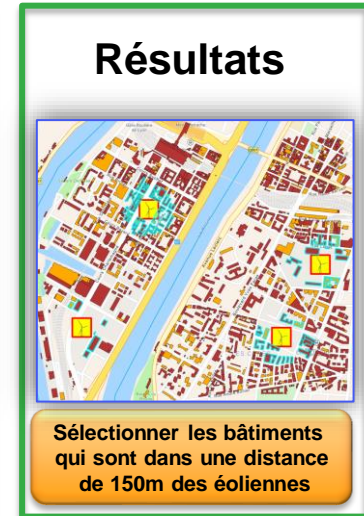 Résultats
Sélectionner les bâtiments
qui sont dans une distance
de 150m des éoliennes